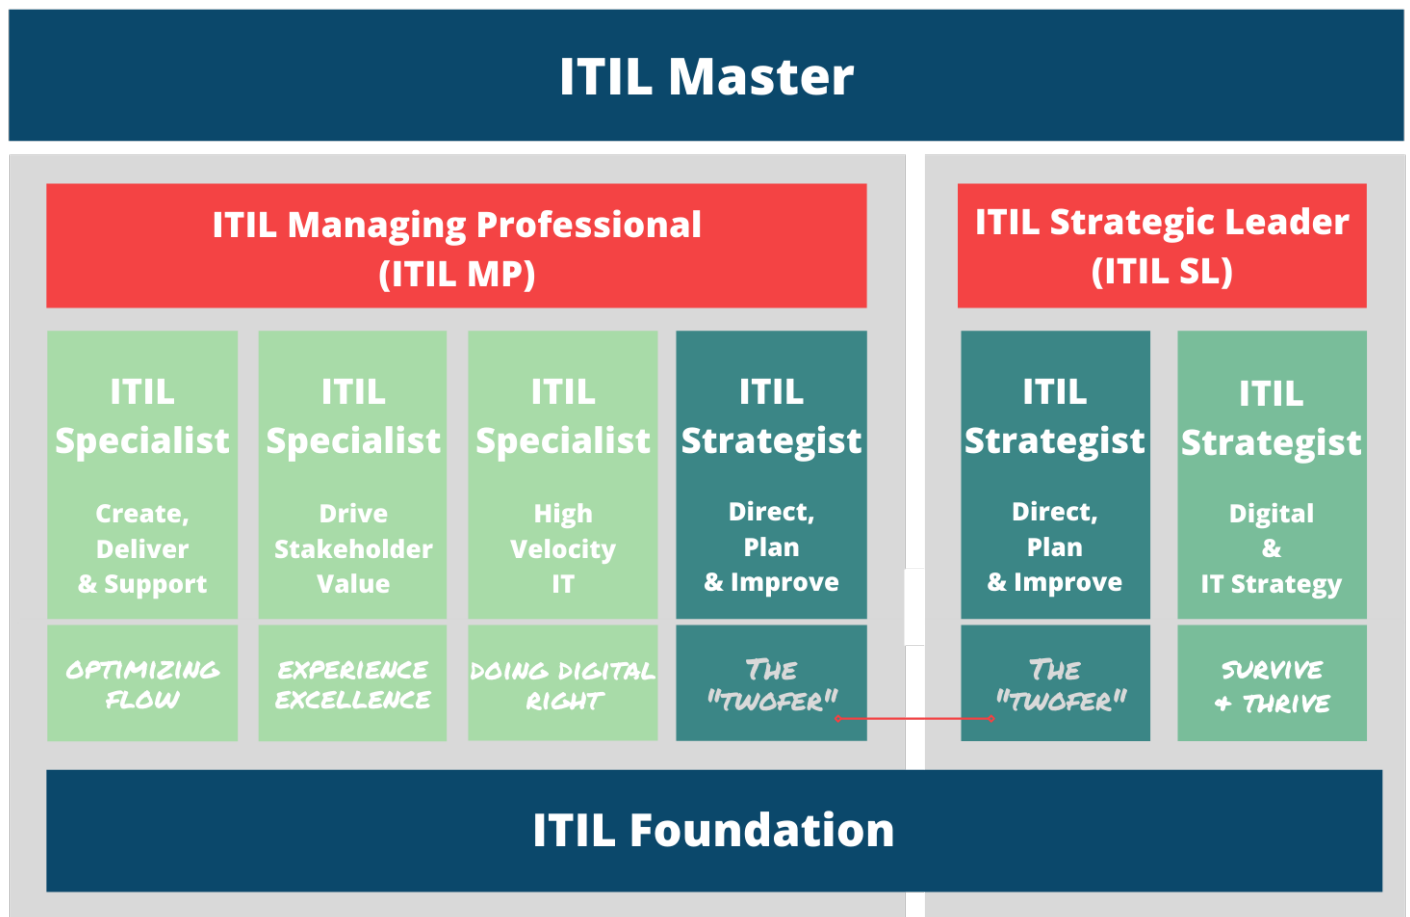 ITIL Master
ITIL Managing Professional
(ITIL MP)
ITIL Strategic Leader
(ITIL SL)
ITIL
Specialist
Create,
Deliver
& Support
OPTIMIZING
FLOW
ITIL
Specialist
Drive
Stakeholder
Value
EXPERIENCE
EXCELLENCE
ITIL
Specialist
High
Velocity
IT
DOING DIGITAL
RIGHT
ITIL
Strategist
Direct,
Plan
& Improve
THE
"TWOFER"
ITIL
Strategist
Direct,
Plan
& Improve
THE
"TWOFER"
ITIL
Strategist
Digital
&
IT Strategy
SURVIVE
& THRIVE
ITIL Foundation